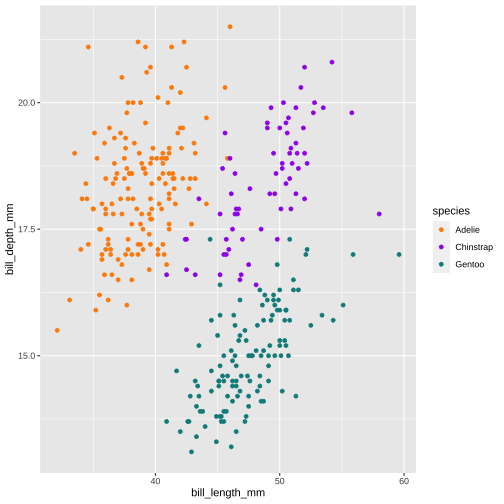 20.0
17.5
15.0
bill_depth_mm
40
50
60
bill_length_mm
species
Adelie
Chinstrap
Gentoo